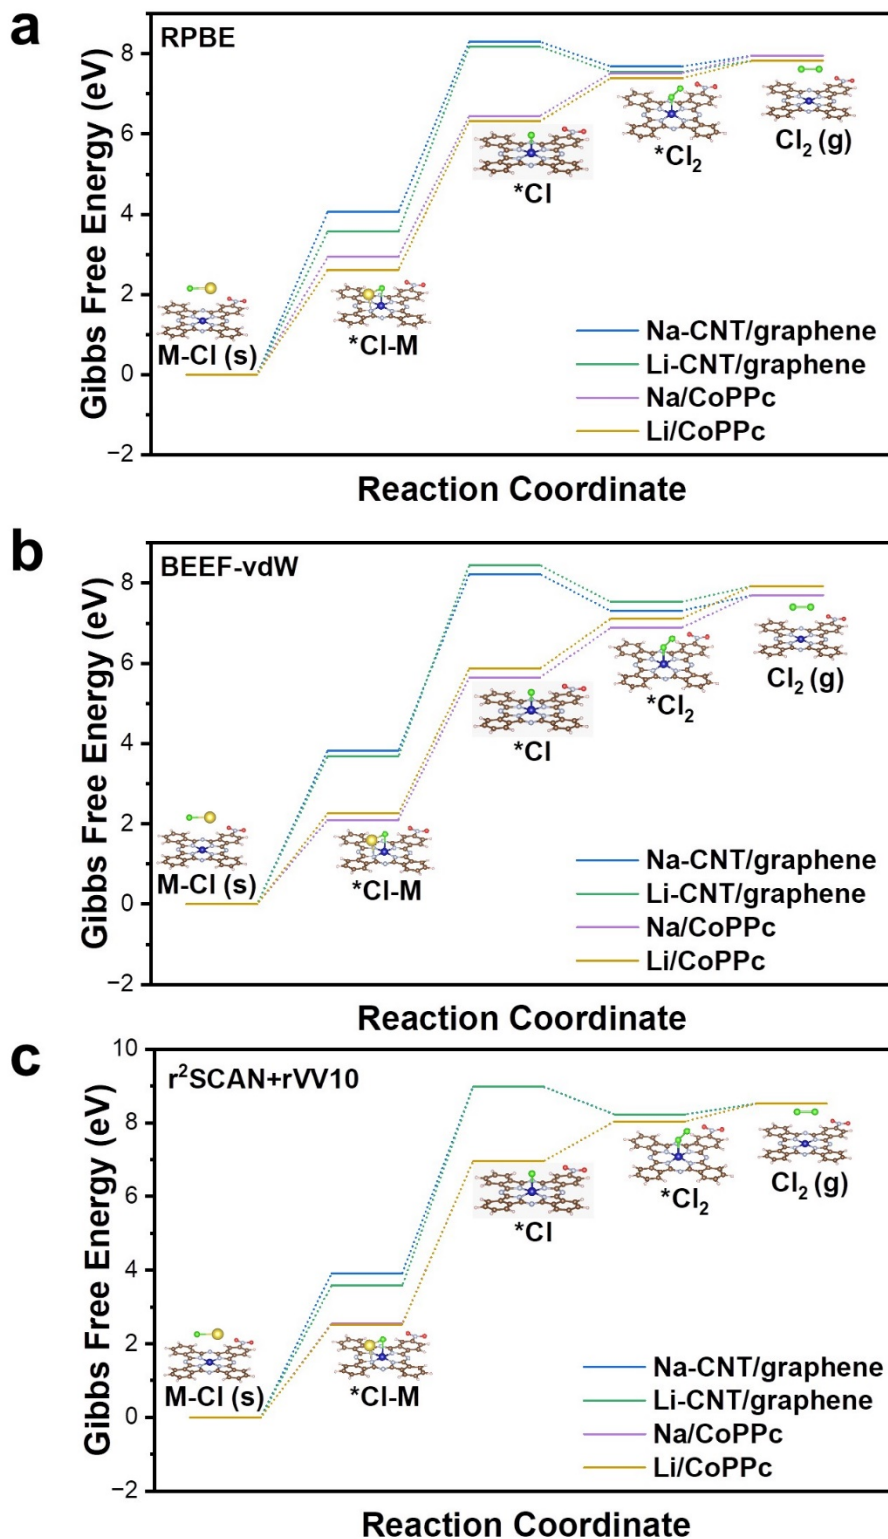 a
RPBE
Gibbs Free Energy (eV)
8
6
4
2
0
−2
M-Cl (s)
*Cl-M
*Cl
*Cl₂
Cl₂ (g)
Na-CNT/graphene
Li-CNT/graphene
Na/CoPPc
Li/CoPPc
Reaction Coordinate
b
BEEF-vdW
Gibbs Free Energy (eV)
8
6
4
2
0
−2
M-Cl (s)
*Cl-M
*Cl
*Cl₂
Cl₂ (g)
Na-CNT/graphene
Li-CNT/graphene
Na/CoPPc
Li/CoPPc
Reaction Coordinate
c
r²SCAN+rVV10
Gibbs Free Energy (eV)
10
8
6
4
2
0
−2
M-Cl (s)
*Cl-M
*Cl
*Cl₂
Cl₂ (g)
Na-CNT/graphene
Li-CNT/graphene
Na/CoPPc
Li/CoPPc
Reaction Coordinate